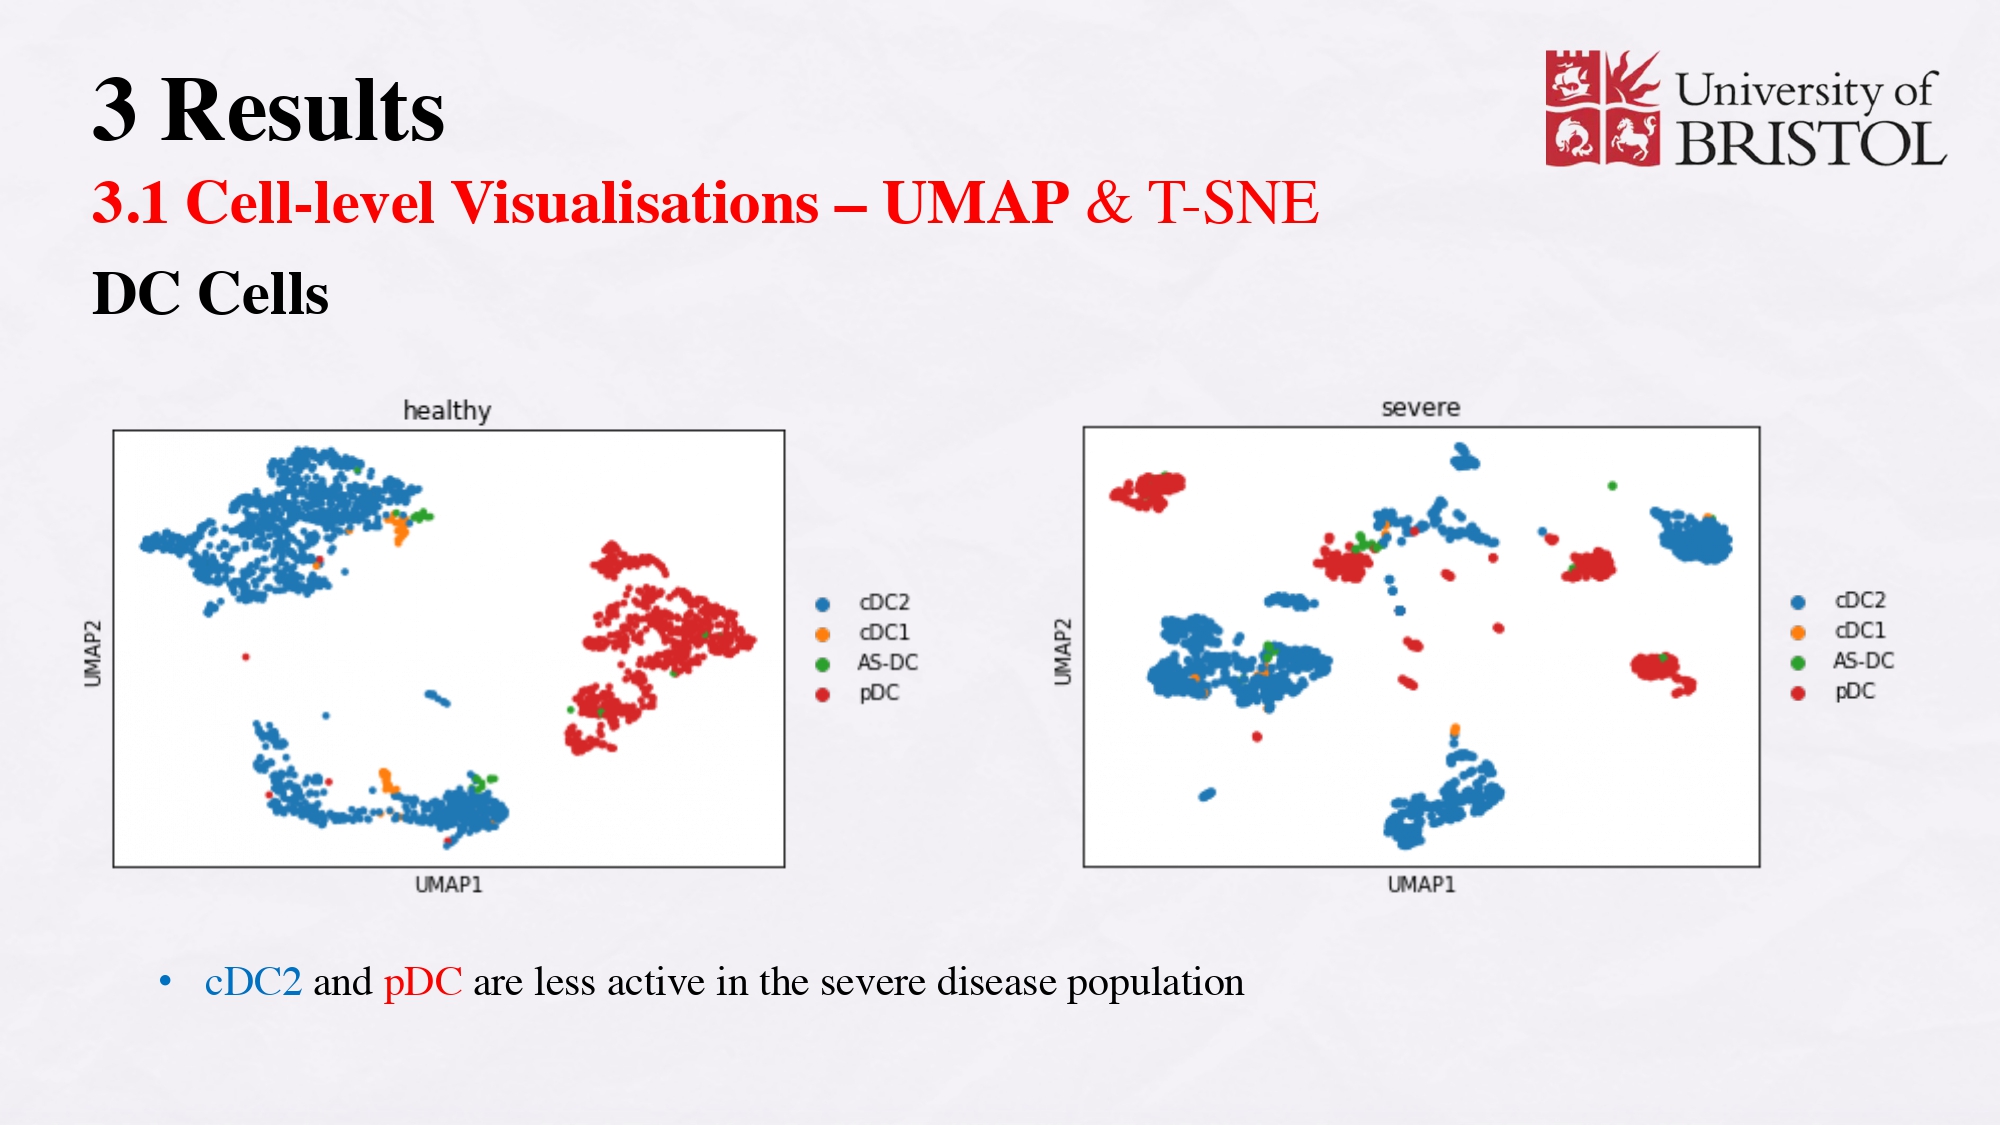 3 Results
University of
BRISTOL
3.1 Cell-level Visualisations – UMAP & T-SNE
DC Cells
healthy
UMAP2
cDC2
cDC1
AS-DC
pDC
UMAP1
severe
UMAP2
cDC2
cDC1
AS-DC
pDC
UMAP1
• cDC2 and pDC are less active in the severe disease population